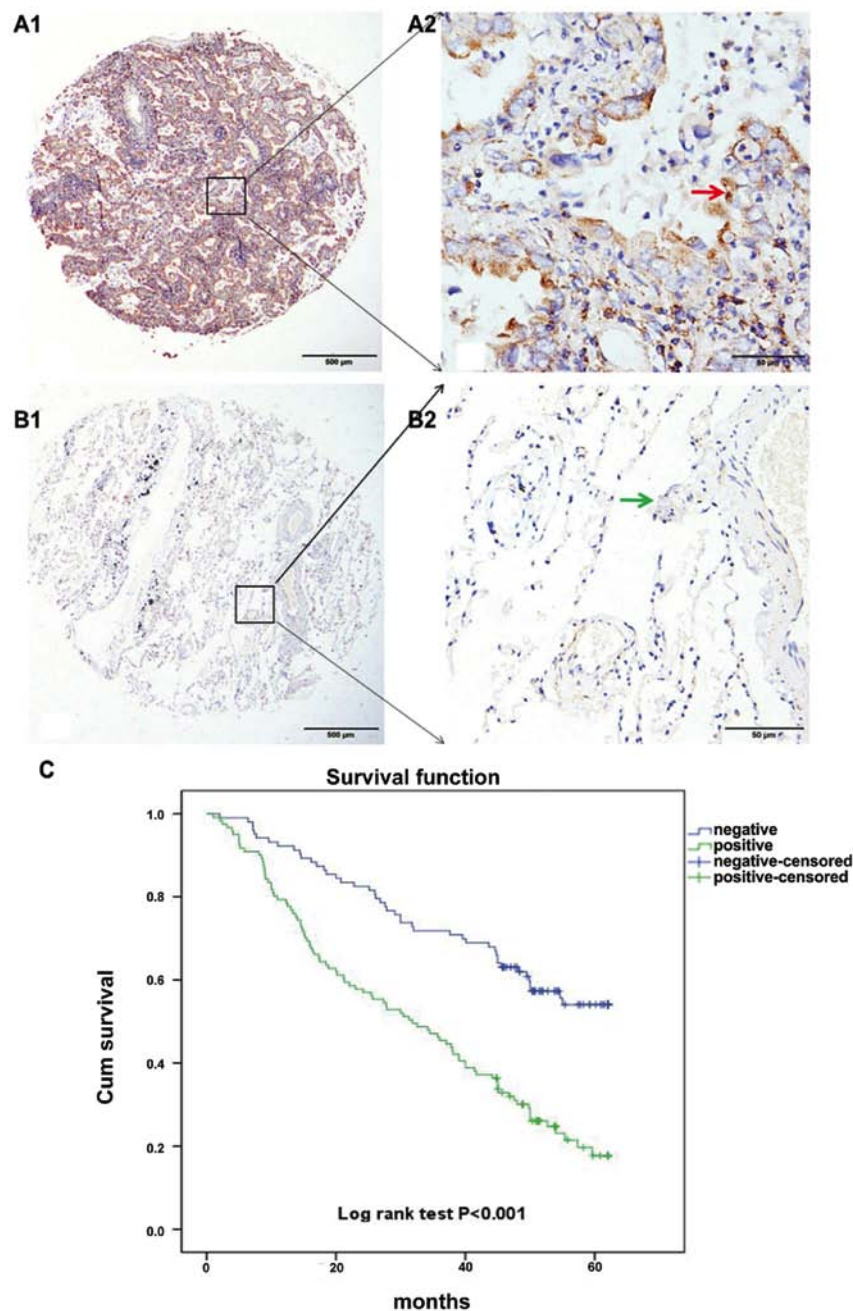 A1
A2
500 µm
50 µm
B1
B2
500 µm
50 µm
C
Survival function
1.0
0.8
0.6
0.4
0.2
0.0
Cum survival
negative
positive
negative-censored
positive-censored
Log rank test P<0.001
0
20
40
60
months